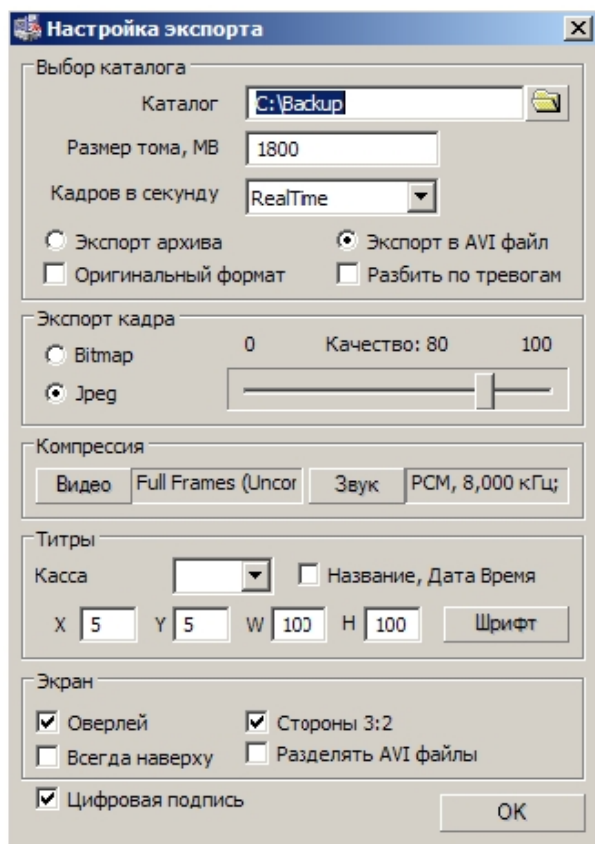 Настройка экспорта
Выбор каталога
Каталог C:\Backup
Размер тома, МВ 1800
Кадров в секунду RealTime
Экспорт архива Экспорт в AVI файл
Оригинальный формат Разбить по тревогам
Экспорт кадра
Bitmap 0 Качество: 80 100
Jpeg
Компрессия
Видео Full Frames (Uncor Звук PCM, 8,000 кГц;
Титры
Касса Название, Дата Время
X 5 Y 5 W 100 H 100 Шрифт
Экран
Оверлей Стороны 3:2
Всегда наверху Разделять AVI файлы
Цифровая подпись OK